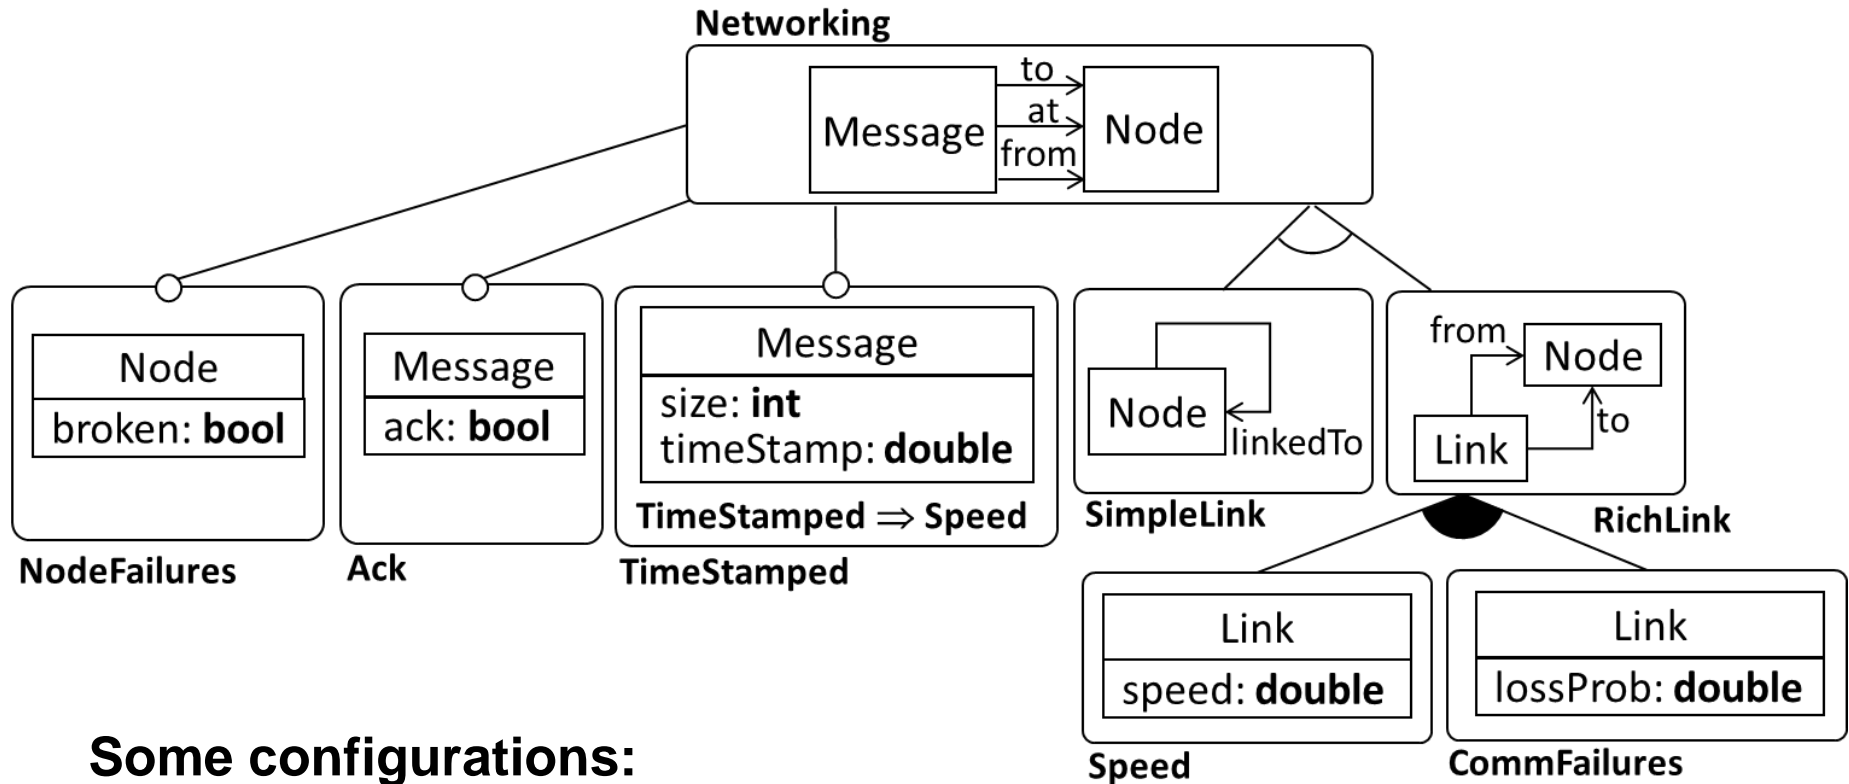 Networking
Message
to
at
from
Node
Node
broken: bool
NodeFailures
Message
ack: bool
Ack
Message
size: int
timeStamp: double
TimeStamped ⇒ Speed
TimeStamped
Node
linkedTo
SimpleLink
from
Node
Link
to
RichLink
Link
speed: double
Speed
Link
lossProb: double
CommFailures
Some configurations: